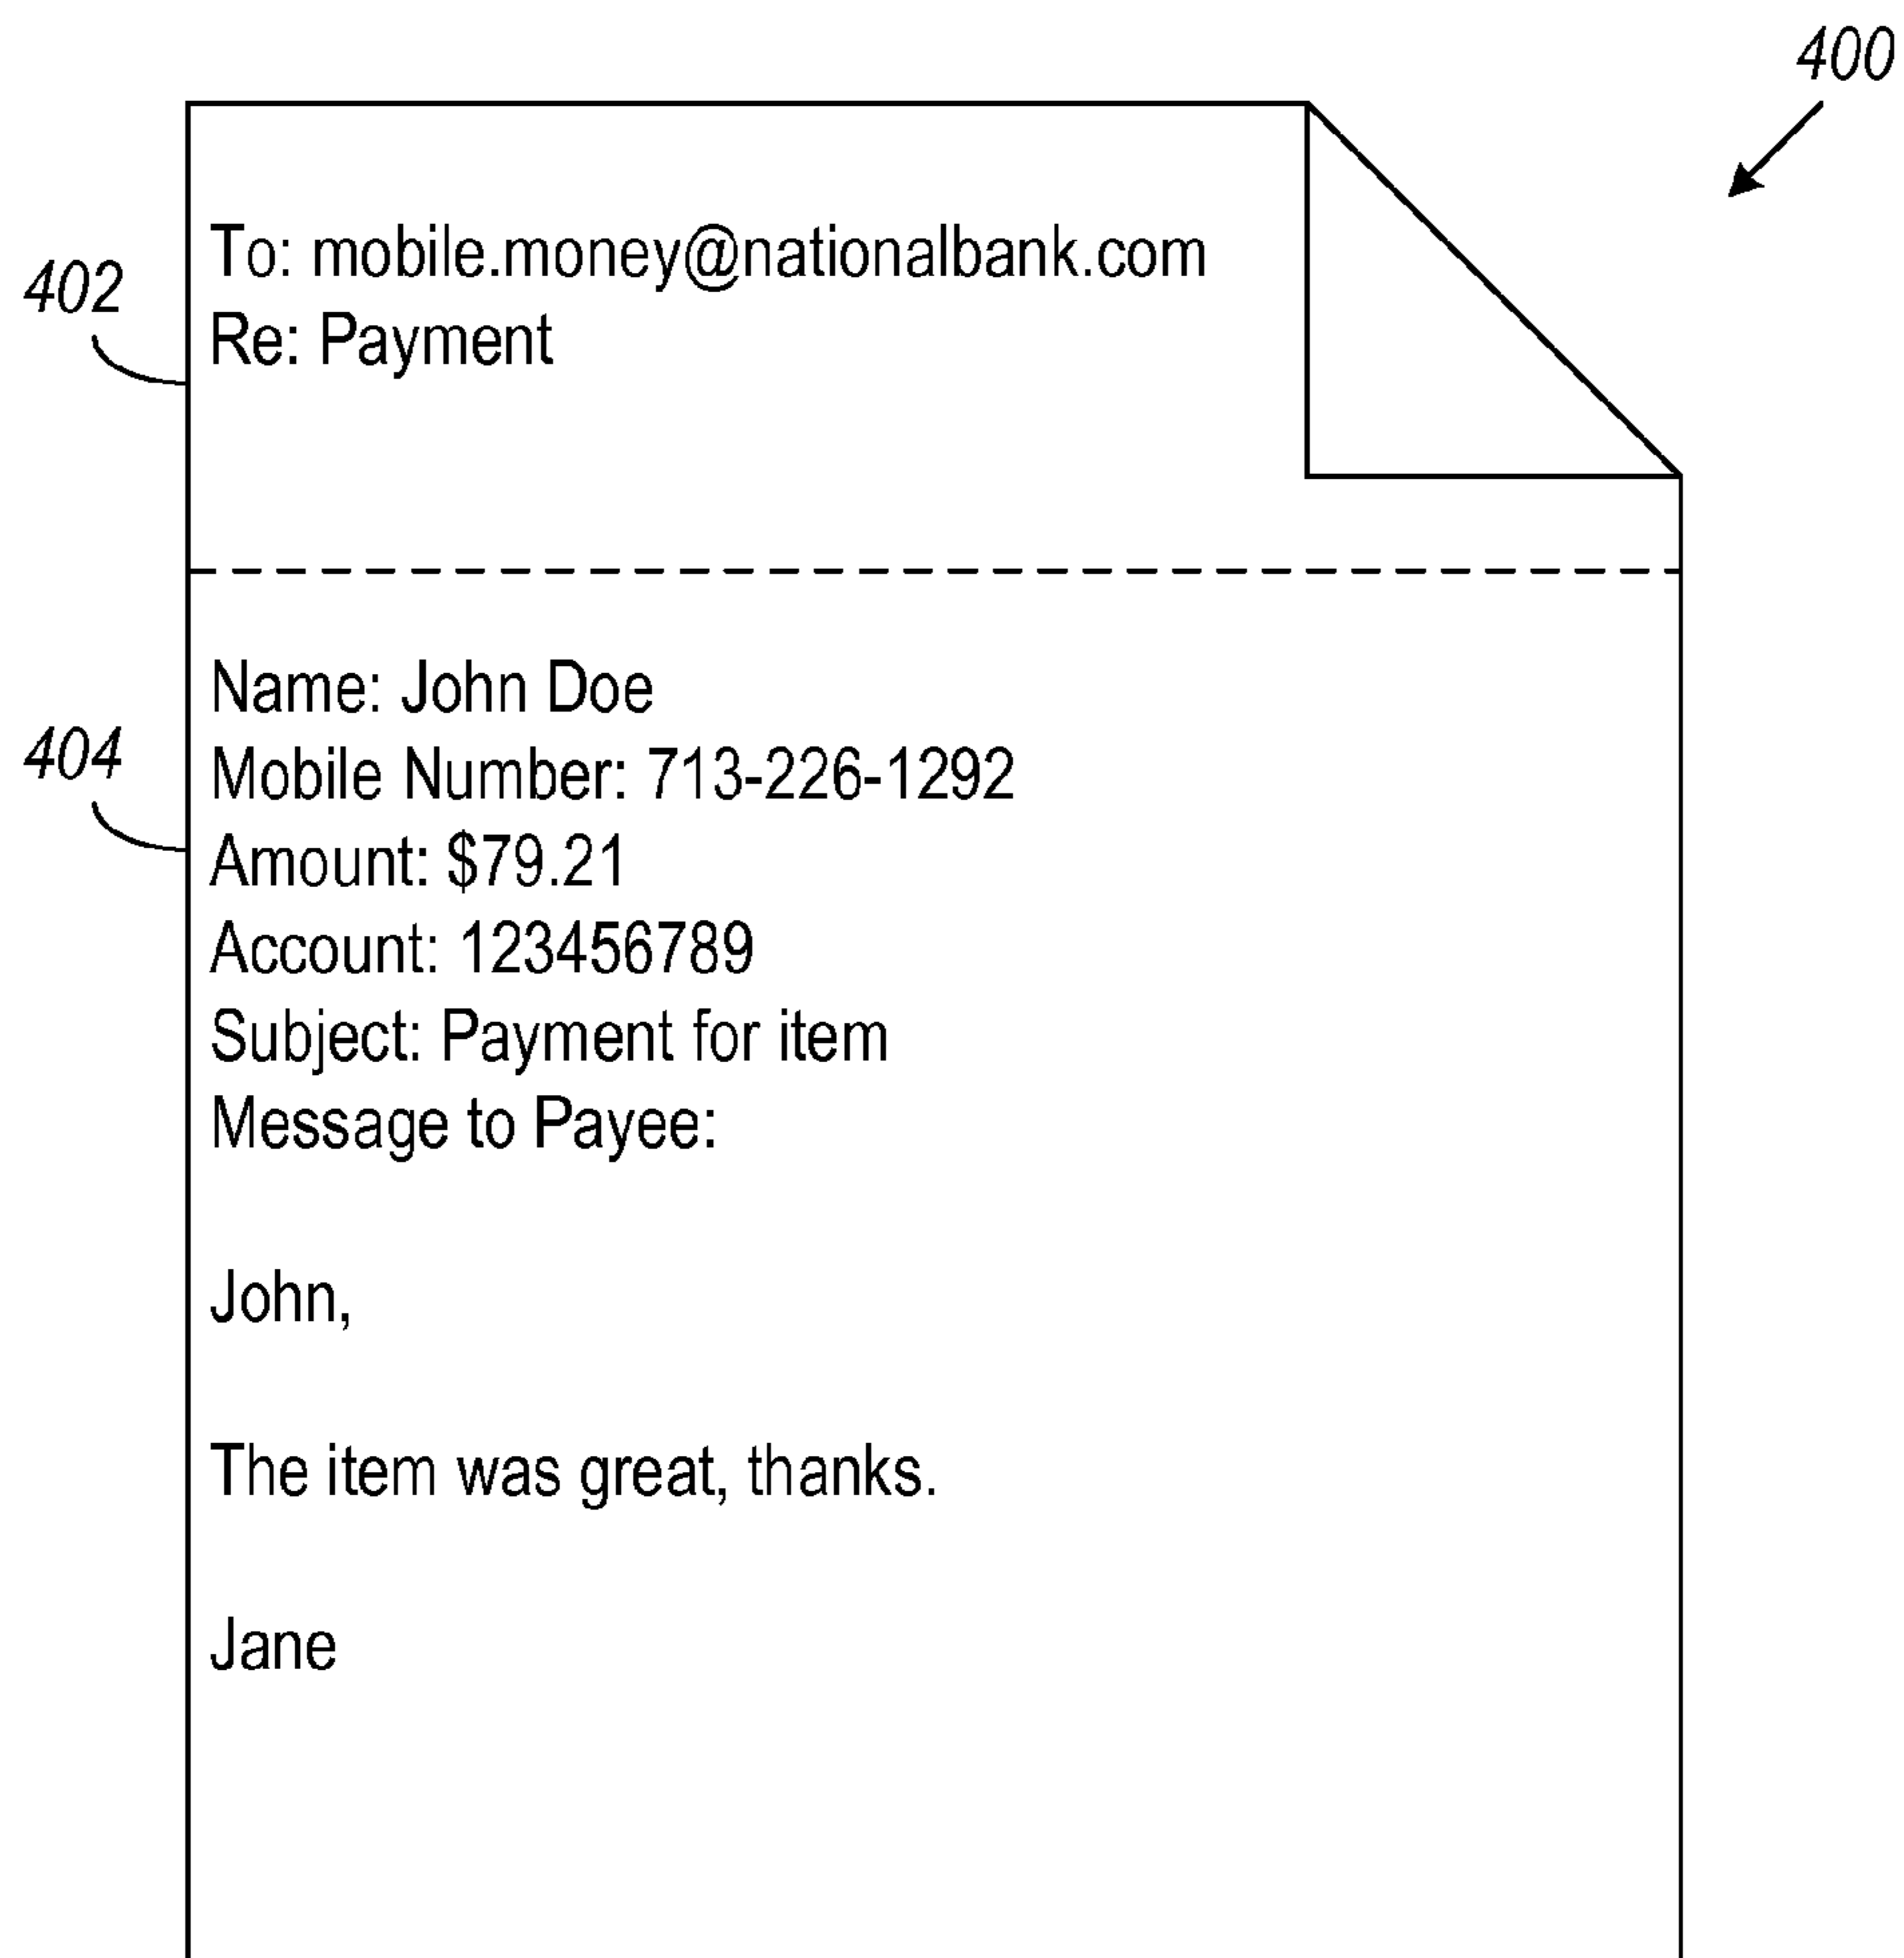 400
402
To: mobile.money@nationalbank.com
Re: Payment
404
Name: John Doe
Mobile Number: 713-226-1292
Amount: $79.21
Account: 123456789
Subject: Payment for item
Message to Payee:
John,
The item was great, thanks.
Jane